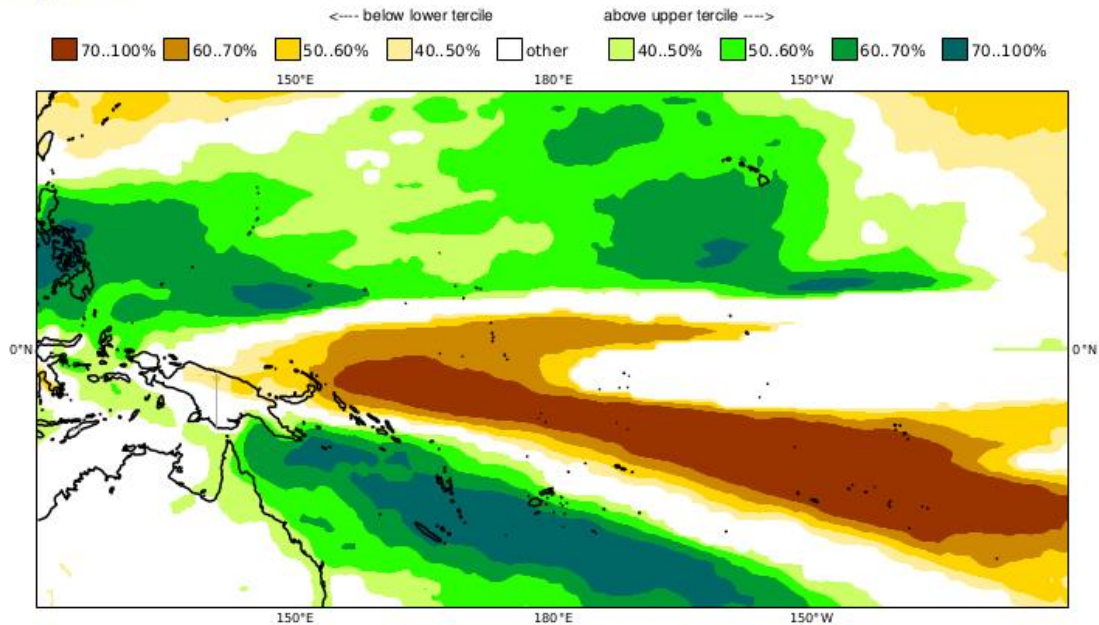 <---- below lower tercile above upper tercile ---->
70..100% 60..70% 50..60% 40..50% other 40..50% 50..60% 60..70% 70..100%
150°E 180°E 150°W
0°N 0°N
150°E 180°E 150°W